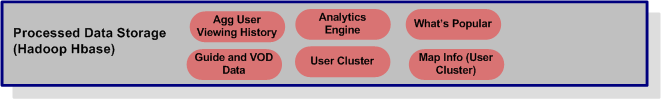 Processed Data Storage
(Hadoop Hbase)
Agg User
Viewing History
Analytics
Engine
What's Popular
Guide and VOD
Data
User Cluster
Map Info (User
Cluster)